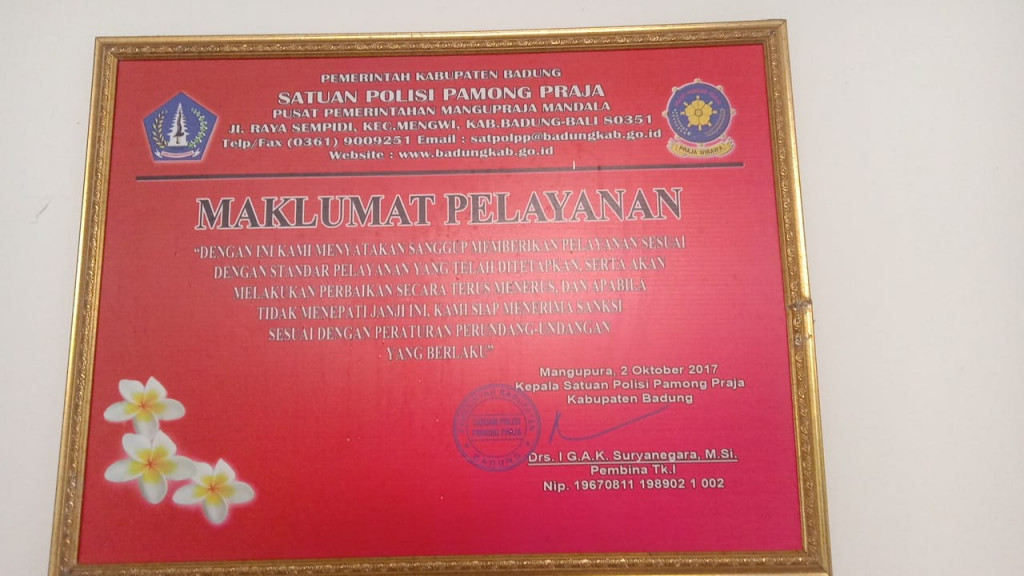 PEMERINTAH KABUPATEN BADUNG
SATUAN POLISI PAMONG PRAJA
PUSAT PEMERINTAHAN MANGUPRAJA MANDALA
Jl. RAYA SEMPIDI, KEC.MENGWI, KAB.BADUNG-BALI 80351
Telp/Fax (0361) 9009251 Email : satpolpp@badungkab.go.id
Website : www.badungkab.go.id
PRAJA WIBAWA
MAKLUMAT PELAYANAN
“DENGAN INI KAMI MENYATAKAN SANGGUP MEMBERIKAN PELAYANAN SESUAI
DENGAN STANDAR PELAYANAN YANG TELAH DITETAPKAN, SERTA AKAN
MELAKUKAN PERBAIKAN SECARA TERUS MENERUS, DAN APABILA
TIDAK MENEPATI JANJI INI, KAMI SIAP MENERIMA SANKSI
SESUAI DENGAN PERATURAN PERUNDANG-UNDANGAN
YANG BERLAKU”
Mangupura, 2 Oktober 2017
Kepala Satuan Polisi Pamong Praja
Kabupaten Badung
SATUAN POLISI
PAMONG PRAJA
BADUNG
Drs. I G.A.K. Suryanegara, M.Si.
Pembina Tk.I
Nip. 19670811 198902 1 002